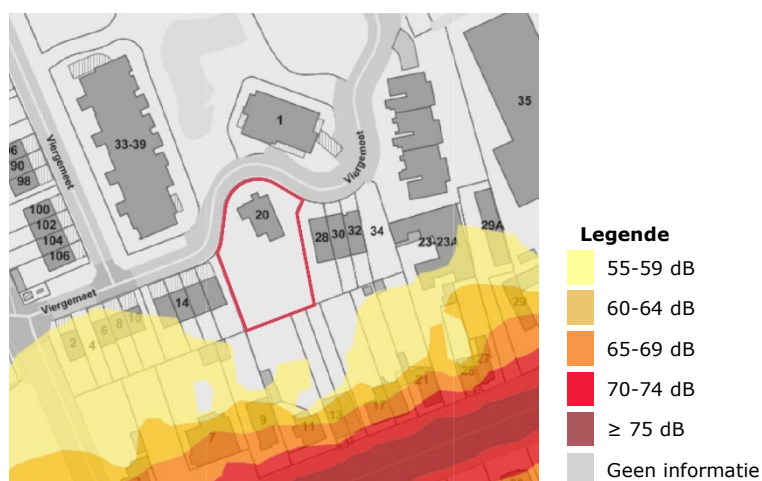 35
1
33-39
Viergemeet
Viergemeet
90
98
100
102
104
106
20
28 30 32 34
23-23A
29A
Viergemeet
14
2 4 6 8 10
29
27
25
21
17
13
11
9
7
Legende
55-59 dB
60-64 dB
65-69 dB
70-74 dB
≥ 75 dB
Geen informatie